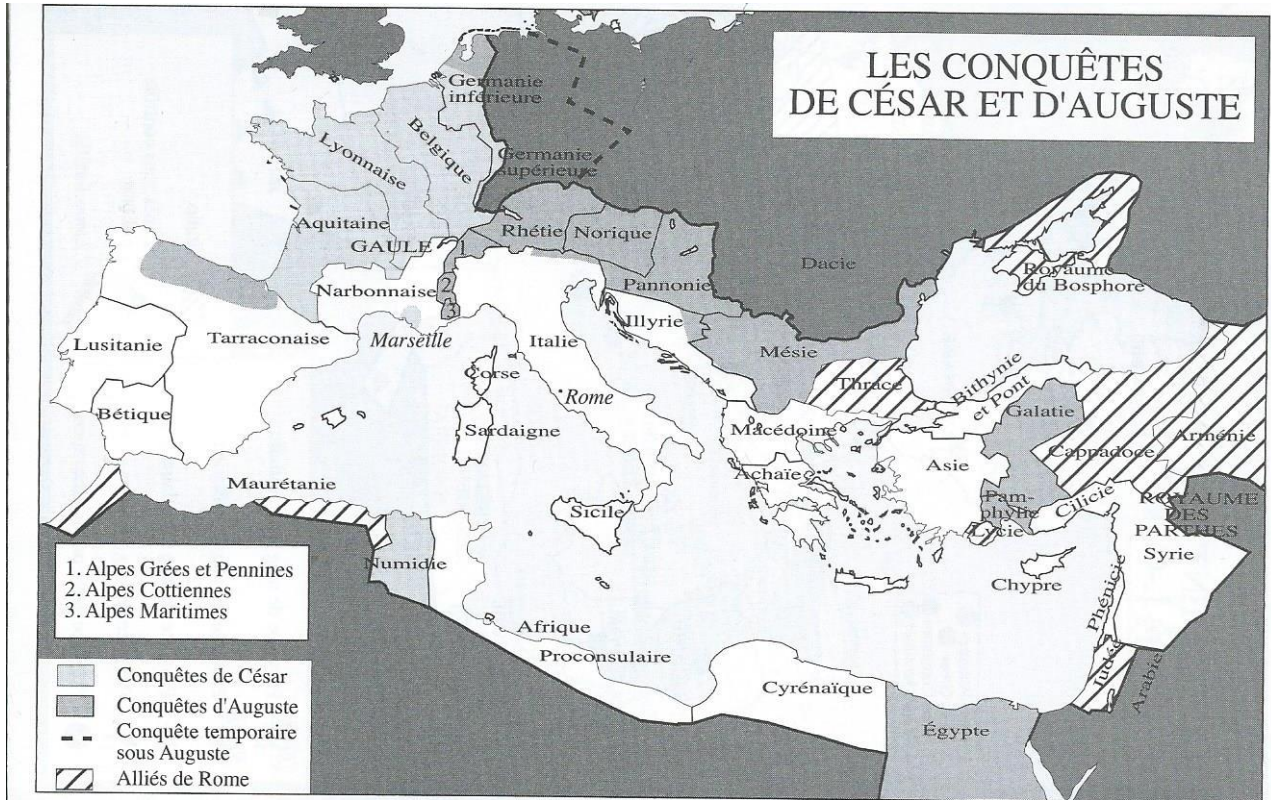 LES CONQUÊTES
DE CÉSAR ET D'AUGUSTE
Germanie
inférieure
Belgique
Lyonnaise
Germanie
supérieure
Aquitaine
GAULE
1
Rhétie
Norique
Dacie
Royaume
du Bosphore
Narbonnaise
2
3
Pannonie
Illyrie
Lusitanie
Tarraconaise
Marseille
Italie
Mésie
Corse
Thrace
Bithynie
et Pont
Bétique
Rome
Galatie
Sardaigne
Macédoine
Arménie
Cappadoce
Asie
Achaïe
Maurétanie
Sicile
Pam-
phylie
Lycie
Cilicie
ROYAUME
DES
PARTHES
Syrie
Numidie
Chypre
Phénicie
Afrique
Proconsulaire
Judée
Arabie
Cyrénaïque
Égypte
1. Alpes Grées et Pennines
2. Alpes Cottiennes
3. Alpes Maritimes
Conquêtes de César
Conquêtes d'Auguste
Conquête temporaire
sous Auguste
Alliés de Rome